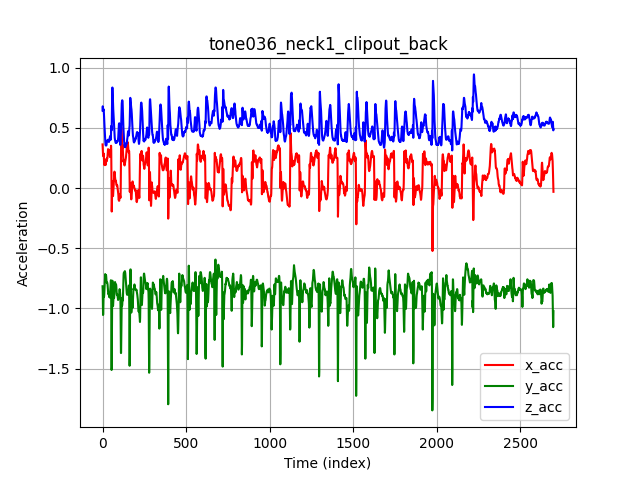 tone036_neck1_clipout_back
1.0
0.5
0.0
−0.5
−1.0
−1.5
Acceleration
0
500
1000
1500
2000
2500
Time (index)
x_acc
y_acc
z_acc